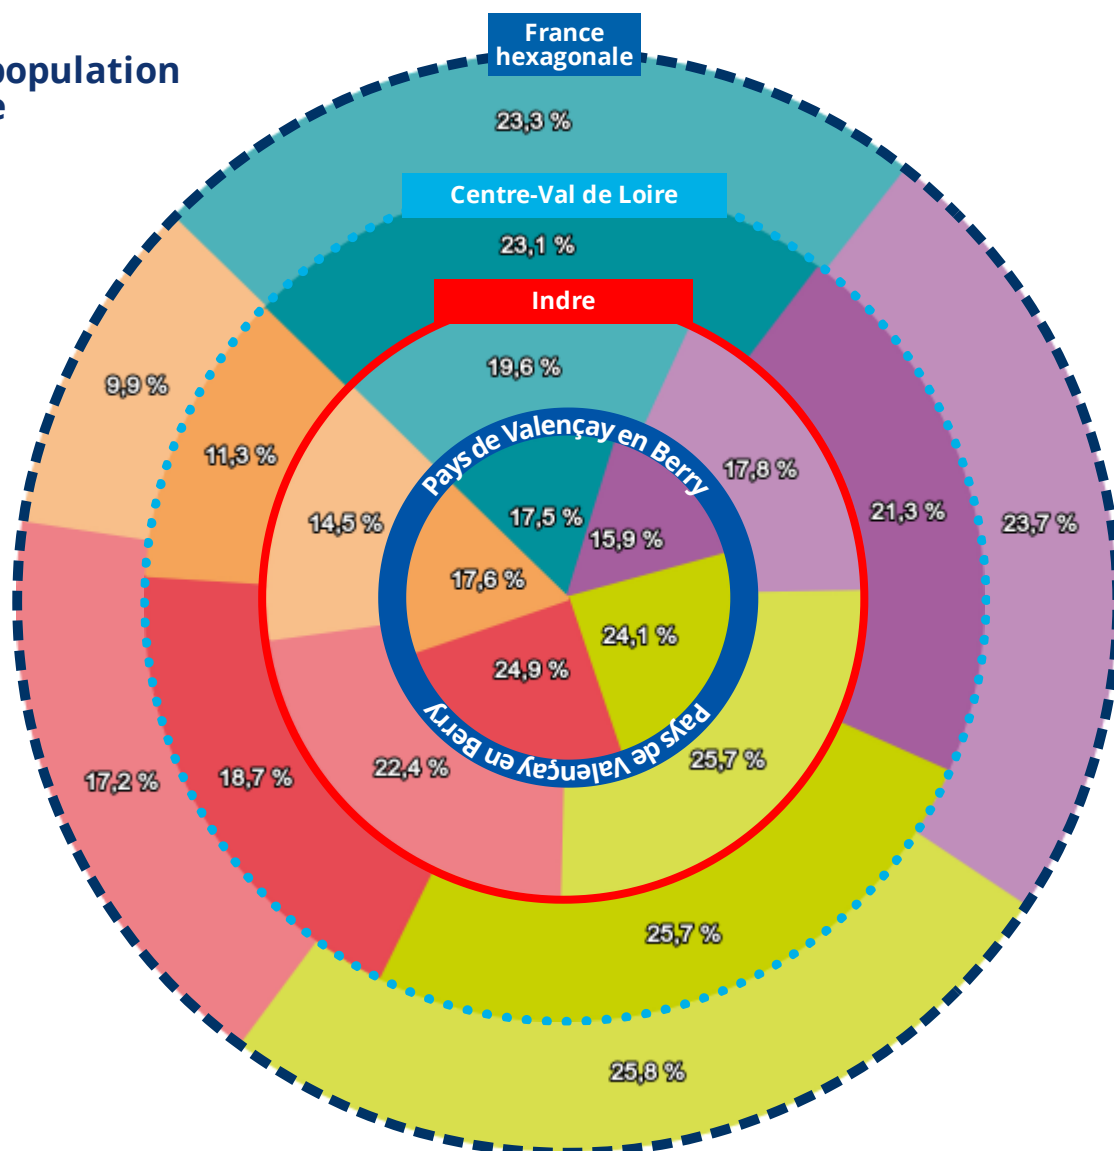 France
hexagonale
population
23,3 %
Centre-Val de Loire
23,1 %
Indre
19,6 %
9,9 %
Pays de Valençay en Berry
11,3 %
17,8 %
14,5 %
17,5 %
21,3 %
23,7 %
15,9 %
17,6 %
24,1 %
24,9 %
Pays de Valençay en Berry
25,7 %
22,4 %
18,7 %
17,2 %
25,7 %
25,8 %